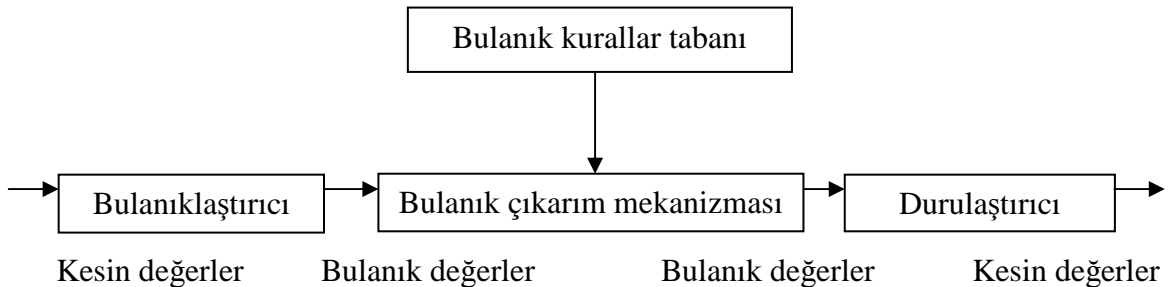 Bulanık kurallar tabanı
Bulanıklaştırıcı
Bulanık çıkarım mekanizması
Durulaştırıcı
Kesin değerler
Bulanık değerler
Bulanık değerler
Kesin değerler